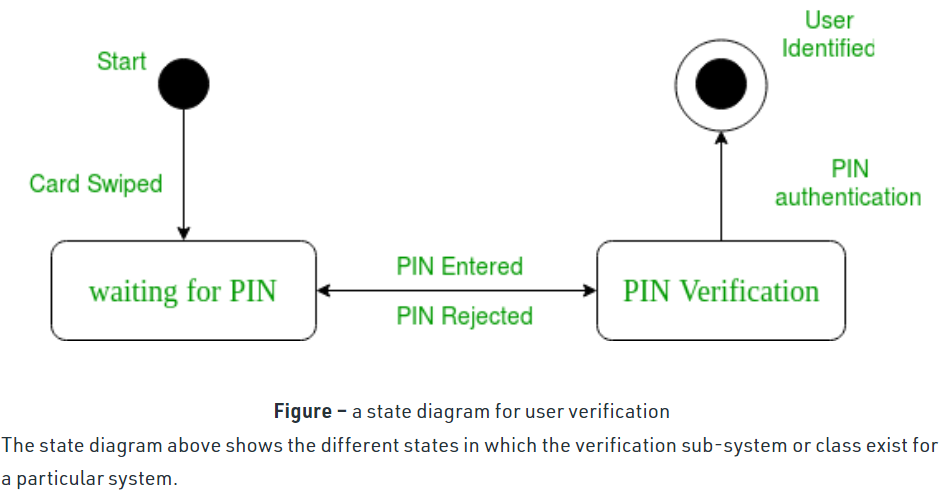 Start
User
Identified
Card Swiped
PIN
authentication
waiting for PIN
PIN Entered
PIN Rejected
PIN Verification
Figure – a state diagram for user verification
The state diagram above shows the different states in which the verification sub-system or class exist for
a particular system.